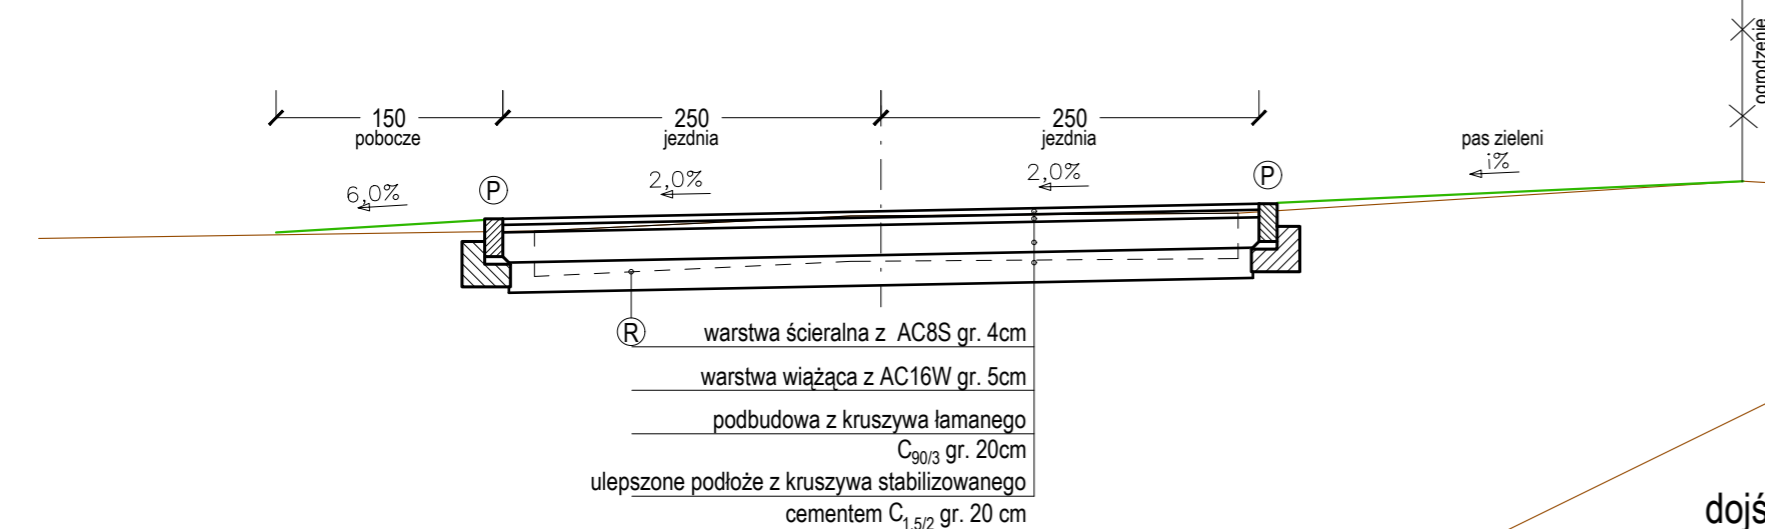 ogrodzenie
150
pobocze
250
jezdnia
250
jezdnia
pas zieleni
i%
6,0%
P
2,0%
2,0%
P
R
warstwa ścieralna z AC8S gr. 4cm
warstwa wiążąca z AC16W gr. 5cm
podbudowa z kruszywa łamanego
C90/3 gr. 20cm
ulepszone podłoże z kruszywa stabilizowanego
cementem C1,5/2 gr. 20 cm
dojś